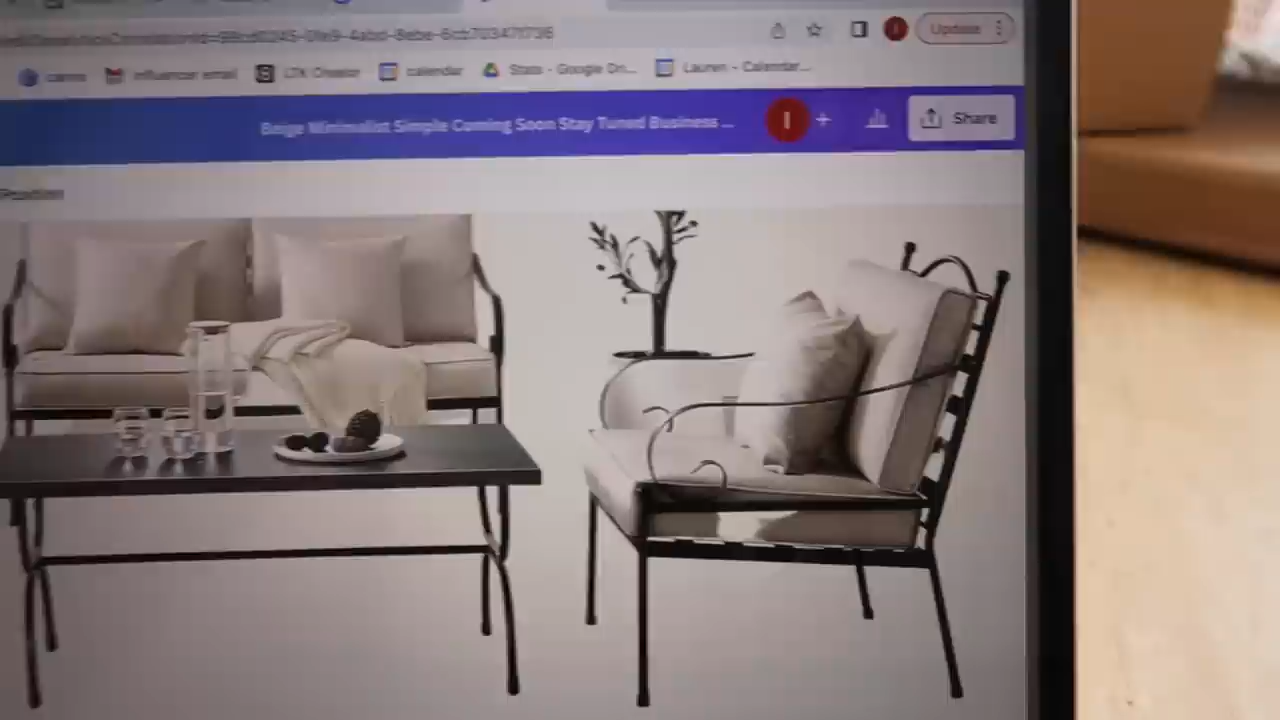 Update
canva influencer email LTK Creator calendar Stats - Google Dri... Lauren - Calendar...
Beige Minimalist Simple Coming Soon Stay Tuned Business ...
I + Share
Position